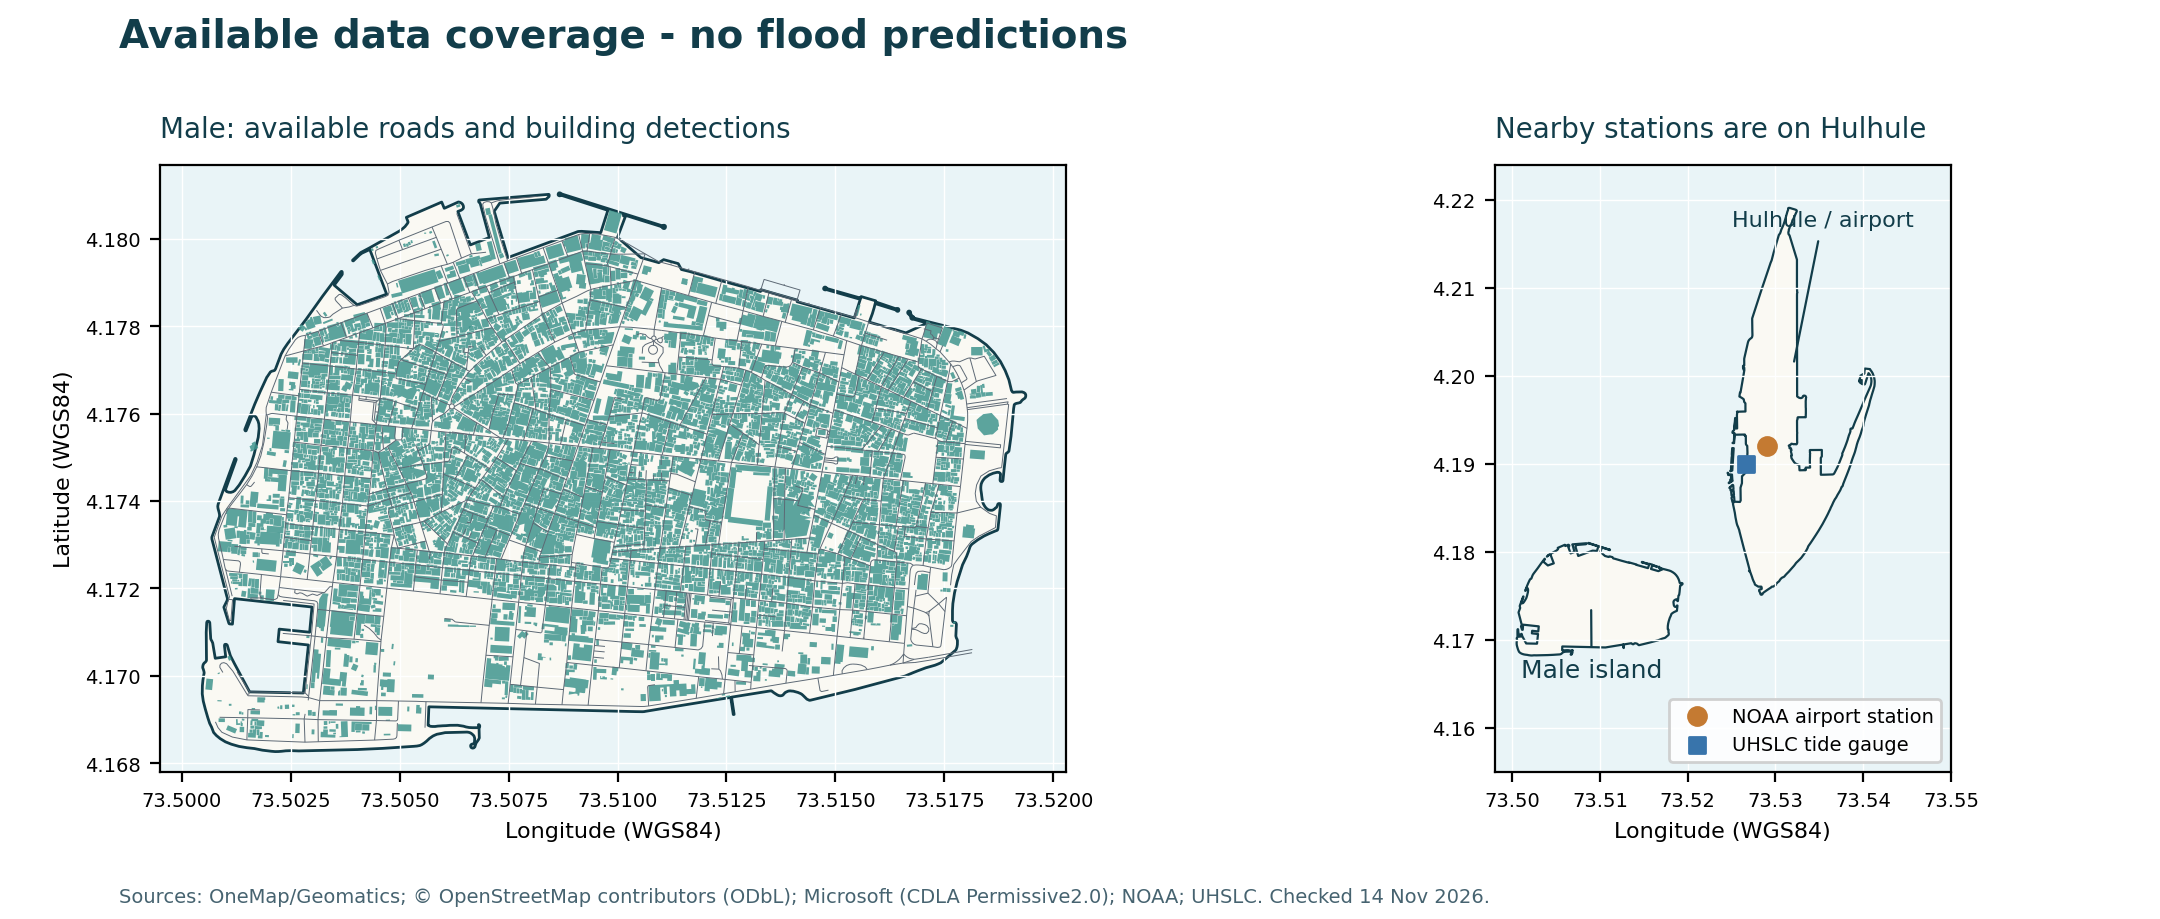 Available data coverage - no flood predictions
Male: available roads and building detections
Latitude (WGS84)
4.180
4.178
4.176
4.174
4.172
4.170
4.168
73.5000 73.5025 73.5050 73.5075 73.5100 73.5125 73.5150 73.5175 73.5200
Longitude (WGS84)
Nearby stations are on Hulhule
4.22
4.21
4.20
4.19
4.18
4.17
4.16
Hulhule / airport
Male island
NOAA airport station
UHSLC tide gauge
73.50 73.51 73.52 73.53 73.54 73.55
Longitude (WGS84)
Sources: OneMap/Geomatics; © OpenStreetMap contributors (ODbL); Microsoft (CDLA Permissive2.0); NOAA; UHSLC. Checked 14 Nov 2026.